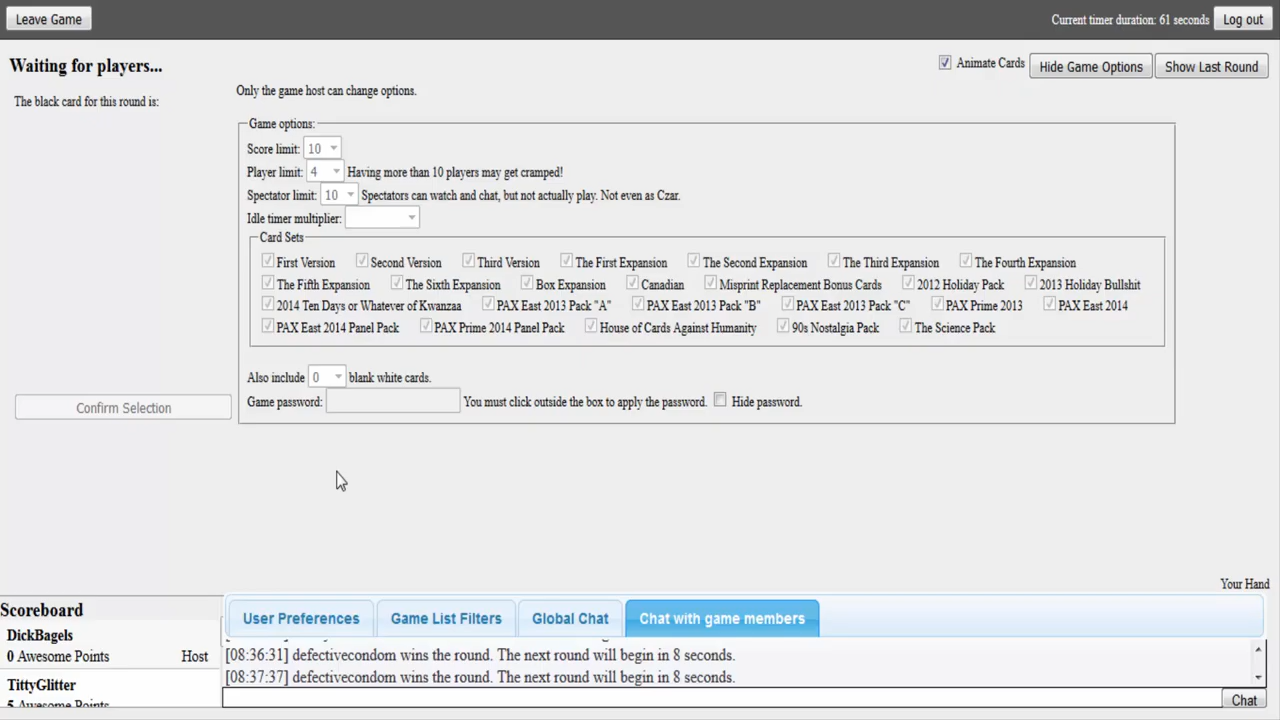 Leave Game
Current timer duration: 61 seconds
Log out
Waiting for players...
Animate Cards
Hide Game Options
Show Last Round
The black card for this round is:
Only the game host can change options.
Game options:
Score limit: 10
Player limit: 4 Having more than 10 players may get cramped!
Spectator limit: 10 Spectators can watch and chat, but not actually play. Not even as Czar.
Idle timer multiplier:
Card Sets
First Version Second Version Third Version The First Expansion The Second Expansion The Third Expansion The Fourth Expansion
The Fifth Expansion The Sixth Expansion Box Expansion Canadian Misprint Replacement Bonus Cards 2012 Holiday Pack 2013 Holiday Bullshit
2014 Ten Days or Whatever of Kwanzaa PAX East 2013 Pack "A" PAX East 2013 Pack "B" PAX East 2013 Pack "C" PAX Prime 2013 PAX East 2014
PAX East 2014 Panel Pack PAX Prime 2014 Panel Pack House of Cards Against Humanity 90s Nostalgia Pack The Science Pack
Also include 0 blank white cards.
Game password: You must click outside the box to apply the password. Hide password.
Confirm Selection
Your Hand
Scoreboard
DickBagels
0 Awesome Points Host
TittyGlitter
5 Awesome Points
User Preferences
Game List Filters
Global Chat
Chat with game members
[08:36:31] defectivecondom wins the round. The next round will begin in 8 seconds.
[08:37:37] defectivecondom wins the round. The next round will begin in 8 seconds.
Chat